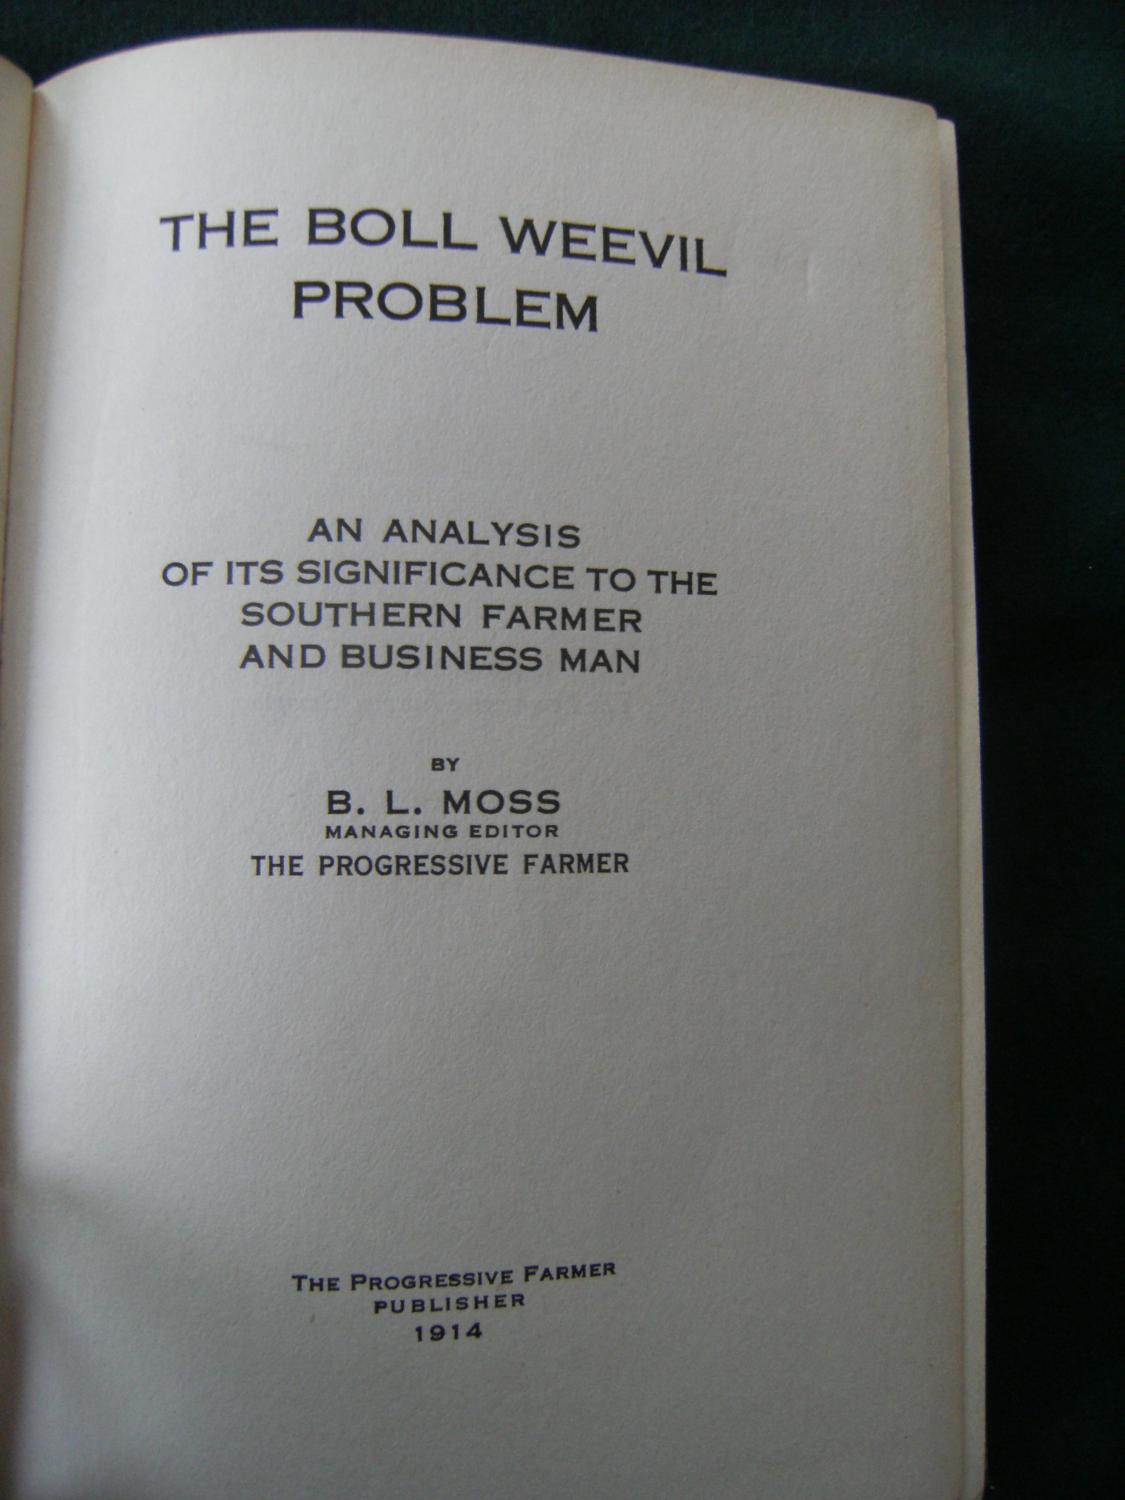 THE BOLL WEEVIL
PROBLEM
AN ANALYSIS
OF ITS SIGNIFICANCE TO THE
SOUTHERN FARMER
AND BUSINESS MAN
BY
B. L. MOSS
MANAGING EDITOR
THE PROGRESSIVE FARMER
THE PROGRESSIVE FARMER
PUBLISHER
1914